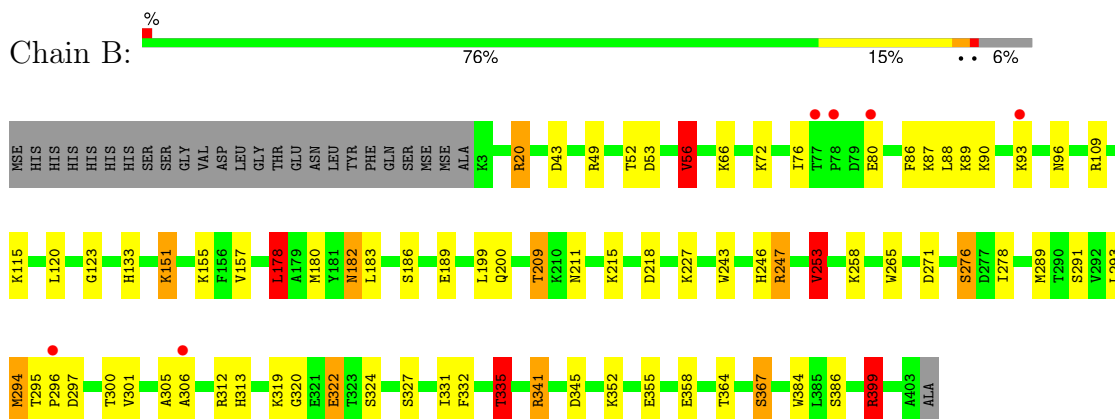 %
Chain B:
76% 15% • • 6%
MSE HIS HIS HIS HIS HIS HIS SER SER GLY VAL ASP LEU GLY THR GLU ASN LEU TYR PHE GLN SER MSE MSE ALA K3 R20 D43 R49 T52 D53 V56 K66 K72 I76 T77 P78 D79 E80 F86 K87 L88 K89 K90 K93 N96 R109
K115 L120 G123 H133 K151 K155 F156 V157 L178 A179 M180 Y181 N182 L183 S186 E189 L199 Q200 T209 K210 N211 K215 D218 K227 W243 H246 R247 V253 K258 W265 D271 S276 D277 I278 M289 T290 S291 V292 L293
M294 T295 P296 D297 T300 V301 A305 A306 R312 H313 K319 G320 E321 E322 T323 S324 S327 I331 F332 T335 R341 D345 K352 E355 E358 T364 S367 W384 L385 S386 R399 A403 ALA